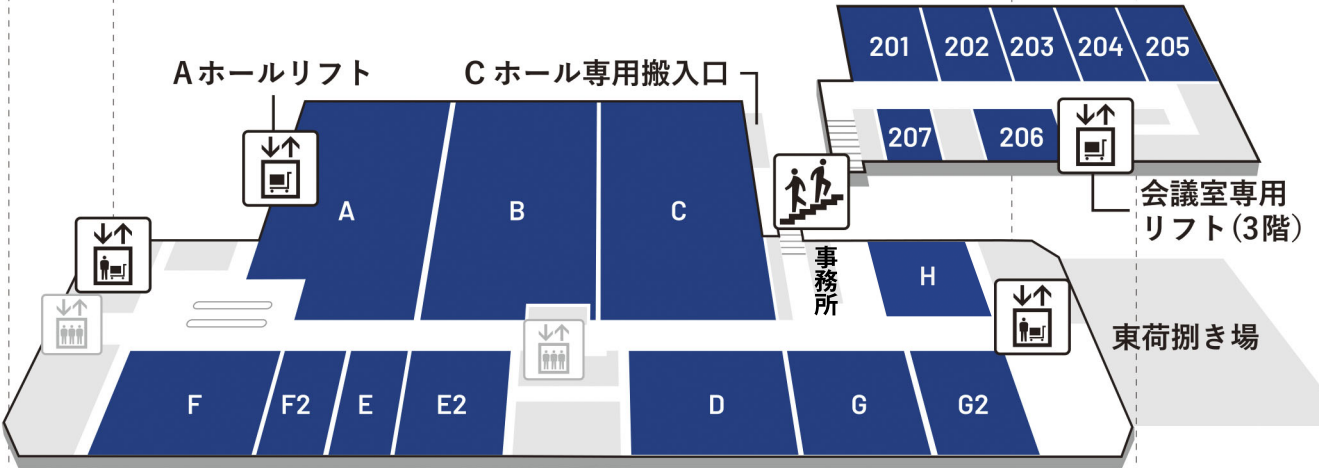 201
202
203
204
205
Aホールリフト
Cホール専用搬入口
207
206
A
B
C
会議室専用
リフト(3階)
事務所
H
東荷捌き場
F
F2
E
E2
D
G
G2